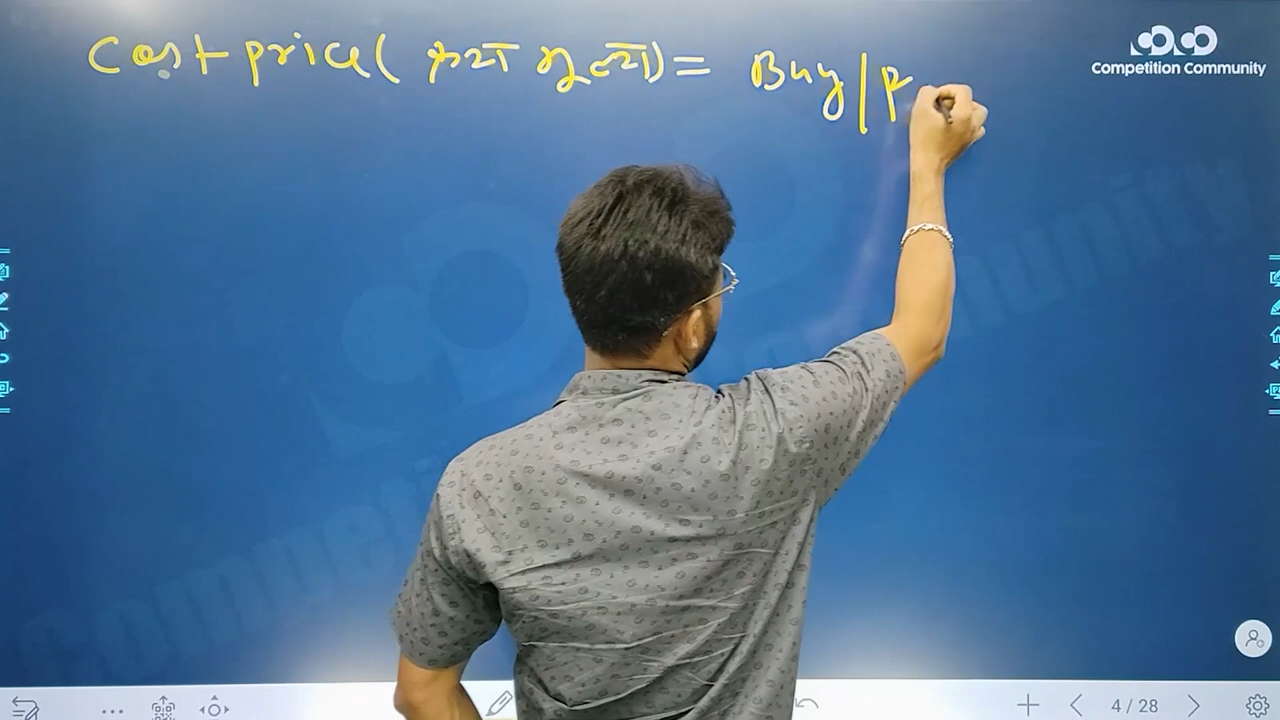 Cost price( क्रय मूल्य) = Buy | P
Competition Community
4 / 28